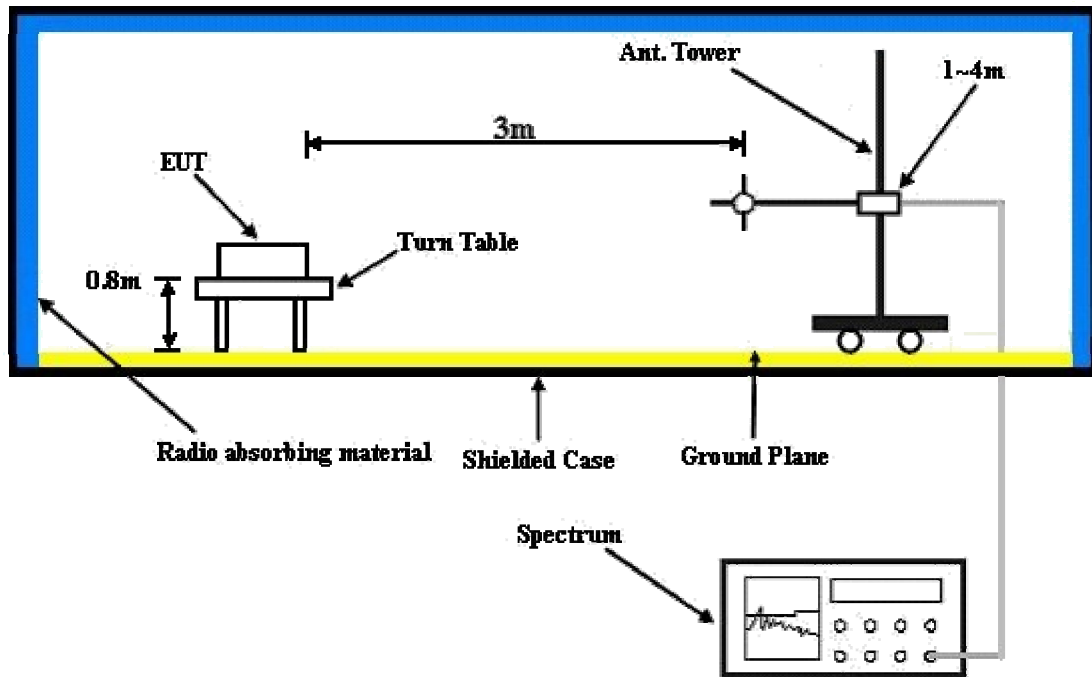 Ant. Tower
1~4m
3m
EUT
Turn Table
0.8m
Radio absorbing material
Shielded Case
Ground Plane
Spectrum